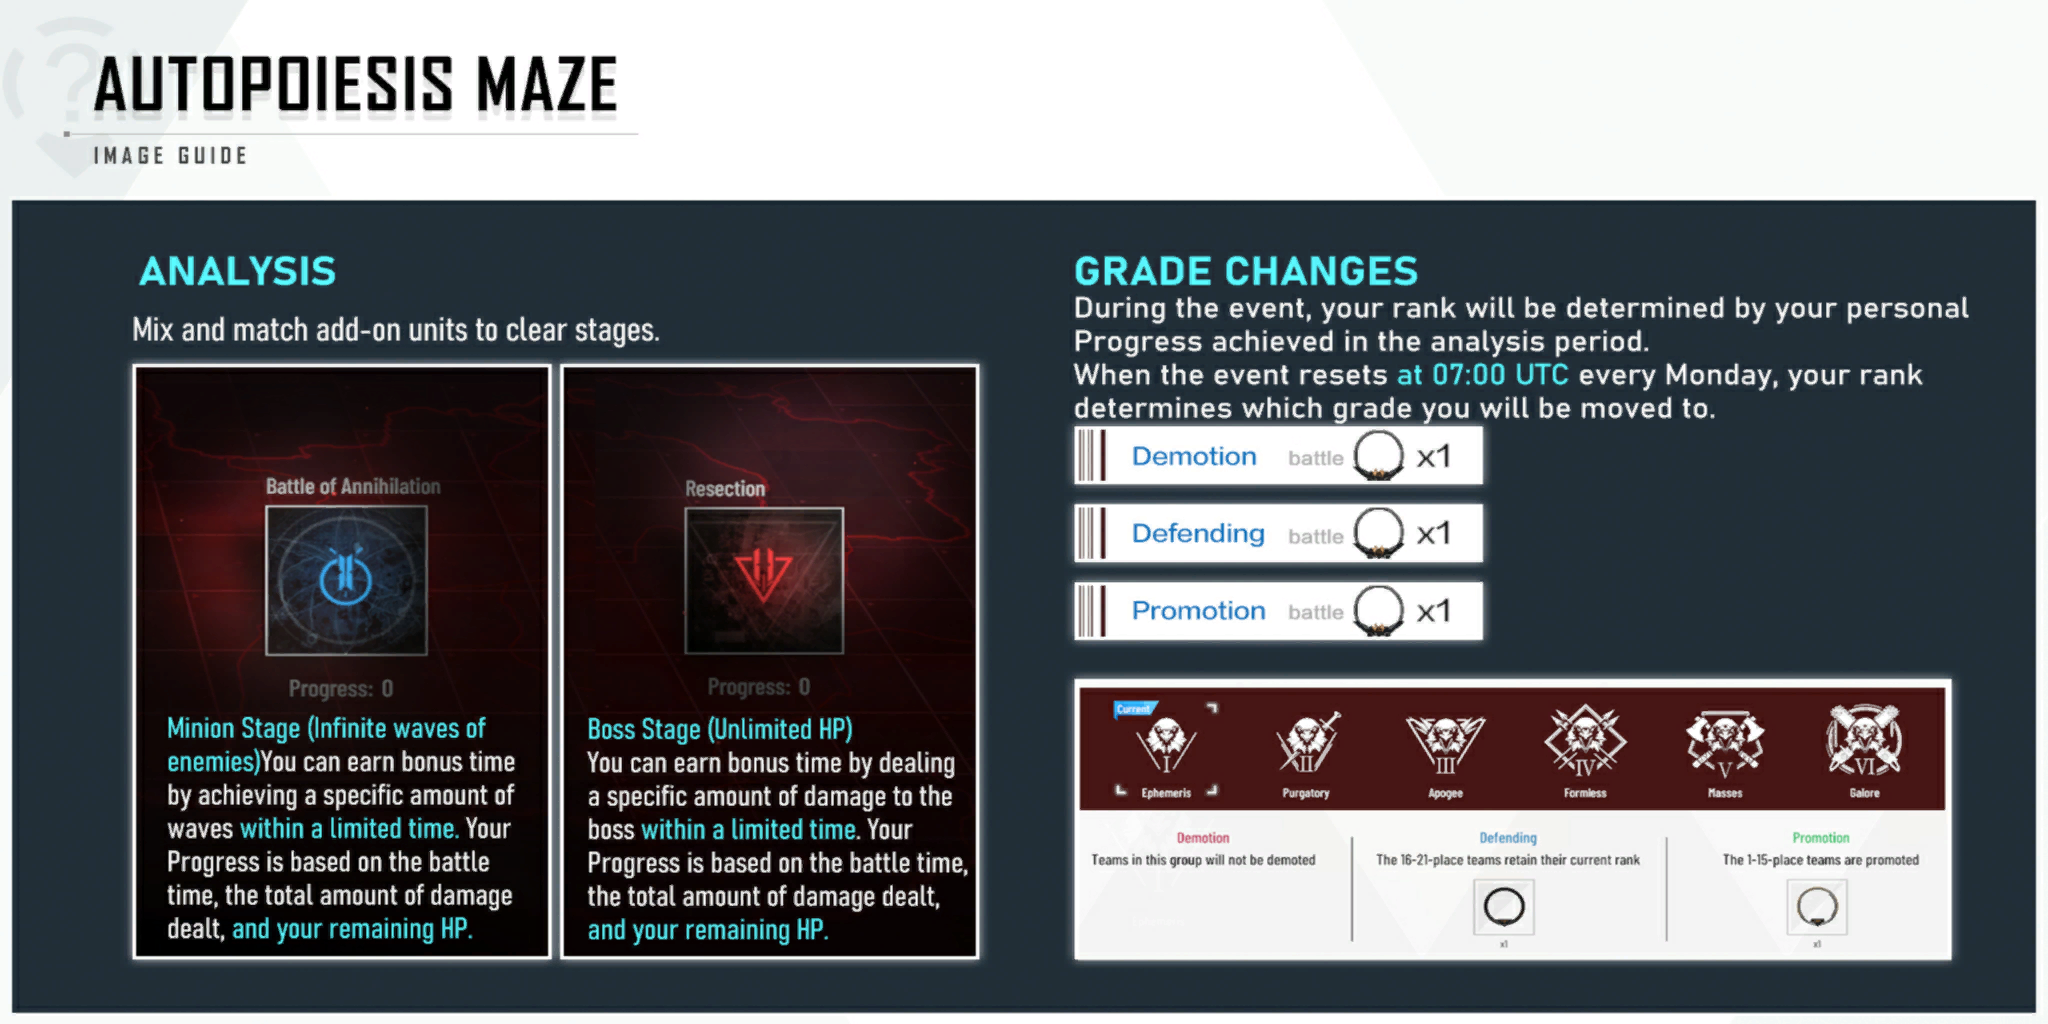 AUTOPOIESIS MAZE
IMAGE GUIDE
ANALYSIS
Mix and match add-on units to clear stages.
Battle of Annihilation
Progress: 0
Minion Stage (Infinite waves of
enemies)You can earn bonus time
by achieving a specific amount of
waves within a limited time. Your
Progress is based on the battle
time, the total amount of damage
dealt, and your remaining HP.
Resection
Progress: 0
Boss Stage (Unlimited HP)
You can earn bonus time by dealing
a specific amount of damage to the
boss within a limited time. Your
Progress is based on the battle time,
the total amount of damage dealt,
and your remaining HP.
GRADE CHANGES
During the event, your rank will be determined by your personal
Progress achieved in the analysis period.
When the event resets at 07:00 UTC every Monday, your rank
determines which grade you will be moved to.
Demotion battle x1
Defending battle x1
Promotion battle x1
Current
I II III IV V VI
Ephemeris Purgatory Apogee Formless Masses Galore
Demotion
Teams in this group will not be demoted
Defending
The 16-21-place teams retain their current rank
x1
Promotion
The 1-15-place teams are promoted
x1